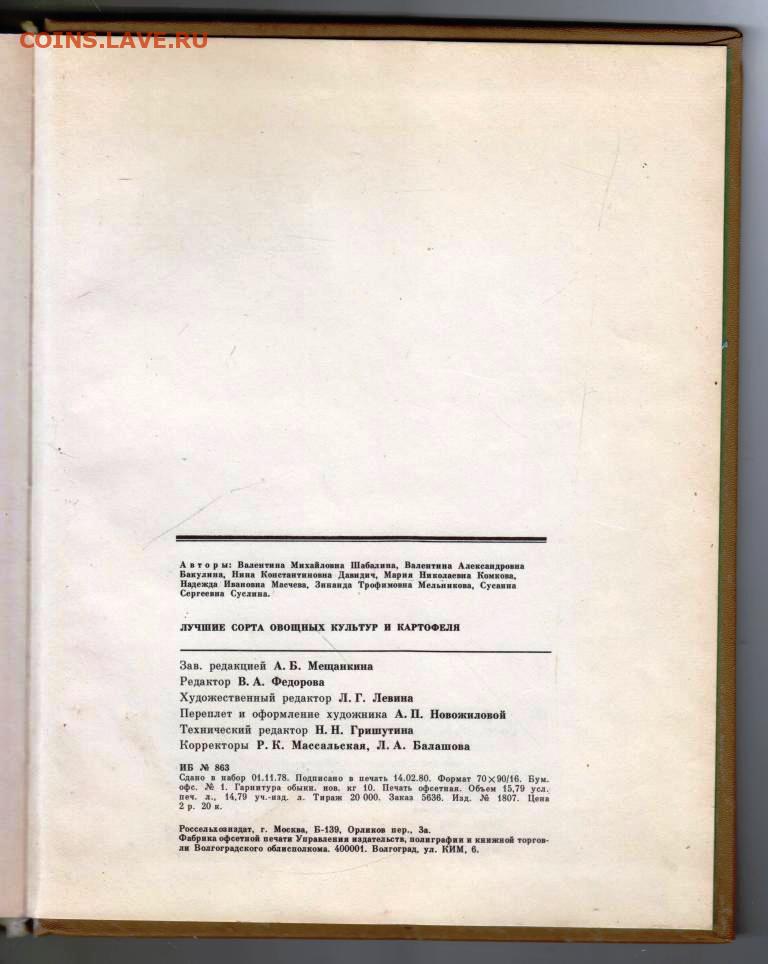 COINS.LAVE.RU
Авторы: Валентина Михайловна Шабалина, Валентина Александровна
Бакулина, Нина Константиновна Давидич, Мария Николаевна Комкова,
Надежда Ивановна Масчева, Зинаида Трофимовна Мельникова, Сусанна
Сергеевна Суслина.
ЛУЧШИЕ СОРТА ОВОЩНЫХ КУЛЬТУР И КАРТОФЕЛЯ
Зав. редакцией А. Б. Мещанкина
Редактор В. А. Федорова
Художественный редактор Л. Г. Левина
Переплет и оформление художника А. П. Новожиловой
Технический редактор Н. Н. Гришутина
Корректоры Р. К. Массальская, Л. А. Балашова
ИБ № 863
Сдано в набор 01.11.78. Подписано в печать 14.02.80. Формат 70×90/16. Бум.
офс. № 1. Гарнитура обыкн. нов. кг 10. Печать офсетная. Объем 15,79 усл.
печ. л., 14,79 уч.-изд. л. Тираж 20 000. Заказ 5636. Изд. № 1807. Цена
2 р. 20 к.
Россельхозиздат, г. Москва, Б-139, Орликов пер., 3а.
Фабрика офсетной печати Управления издательств, полиграфии и книжной торгов-
ли Волгоградского облисполкома. 400001. Волгоград, ул. КИМ, 6.